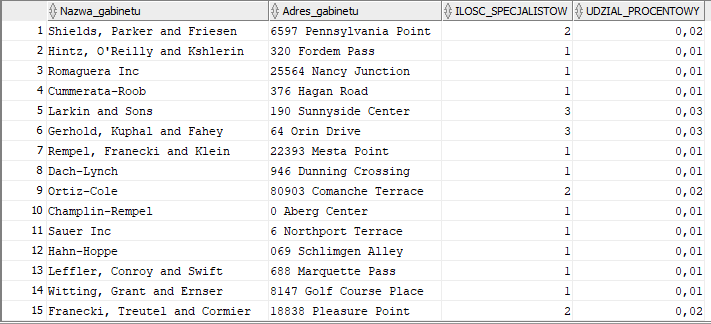 Nazwa_gabinetu Adres_gabinetu ILOSC_SPECJALISTOW UDZIAL_PROCENTOWY
1 Shields, Parker and Friesen 6597 Pennsylvania Point 2 0,02
2 Hintz, O'Reilly and Kshlerin 320 Fordem Pass 1 0,01
3 Romaguera Inc 25564 Nancy Junction 1 0,01
4 Cummerata-Roob 376 Hagan Road 1 0,01
5 Larkin and Sons 190 Sunnyside Center 3 0,03
6 Gerhold, Kuphal and Fahey 64 Orin Drive 3 0,03
7 Rempel, Franecki and Klein 22393 Mesta Point 1 0,01
8 Dach-Lynch 946 Dunning Crossing 1 0,01
9 Ortiz-Cole 80903 Comanche Terrace 2 0,02
10 Champlin-Rempel 0 Aberg Center 1 0,01
11 Sauer Inc 6 Northport Terrace 1 0,01
12 Hahn-Hoppe 069 Schlimgen Alley 1 0,01
13 Leffler, Conroy and Swift 688 Marquette Pass 1 0,01
14 Witting, Grant and Ernser 8147 Golf Course Place 1 0,01
15 Franecki, Treutel and Cormier 18838 Pleasure Point 2 0,02